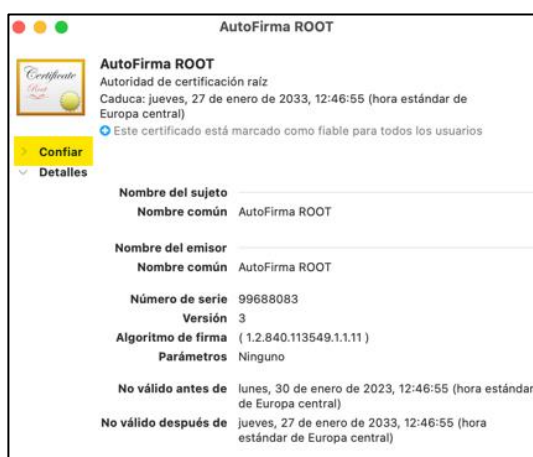 AutoFirma ROOT
Certificate
Root
AutoFirma ROOT
Autoridad de certificación raíz
Caduca: jueves, 27 de enero de 2033, 12:46:55 (hora estándar de
Europa central)
Este certificado está marcado como fiable para todos los usuarios
Confiar
Detalles
Nombre del sujeto
Nombre común AutoFirma ROOT
Nombre del emisor
Nombre común AutoFirma ROOT
Número de serie 99688083
Versión 3
Algoritmo de firma ( 1.2.840.113549.1.1.11 )
Parámetros Ninguno
No válido antes de lunes, 30 de enero de 2023, 12:46:55 (hora estándar
de Europa central)
No válido después de jueves, 27 de enero de 2033, 12:46:55 (hora
estándar de Europa central)